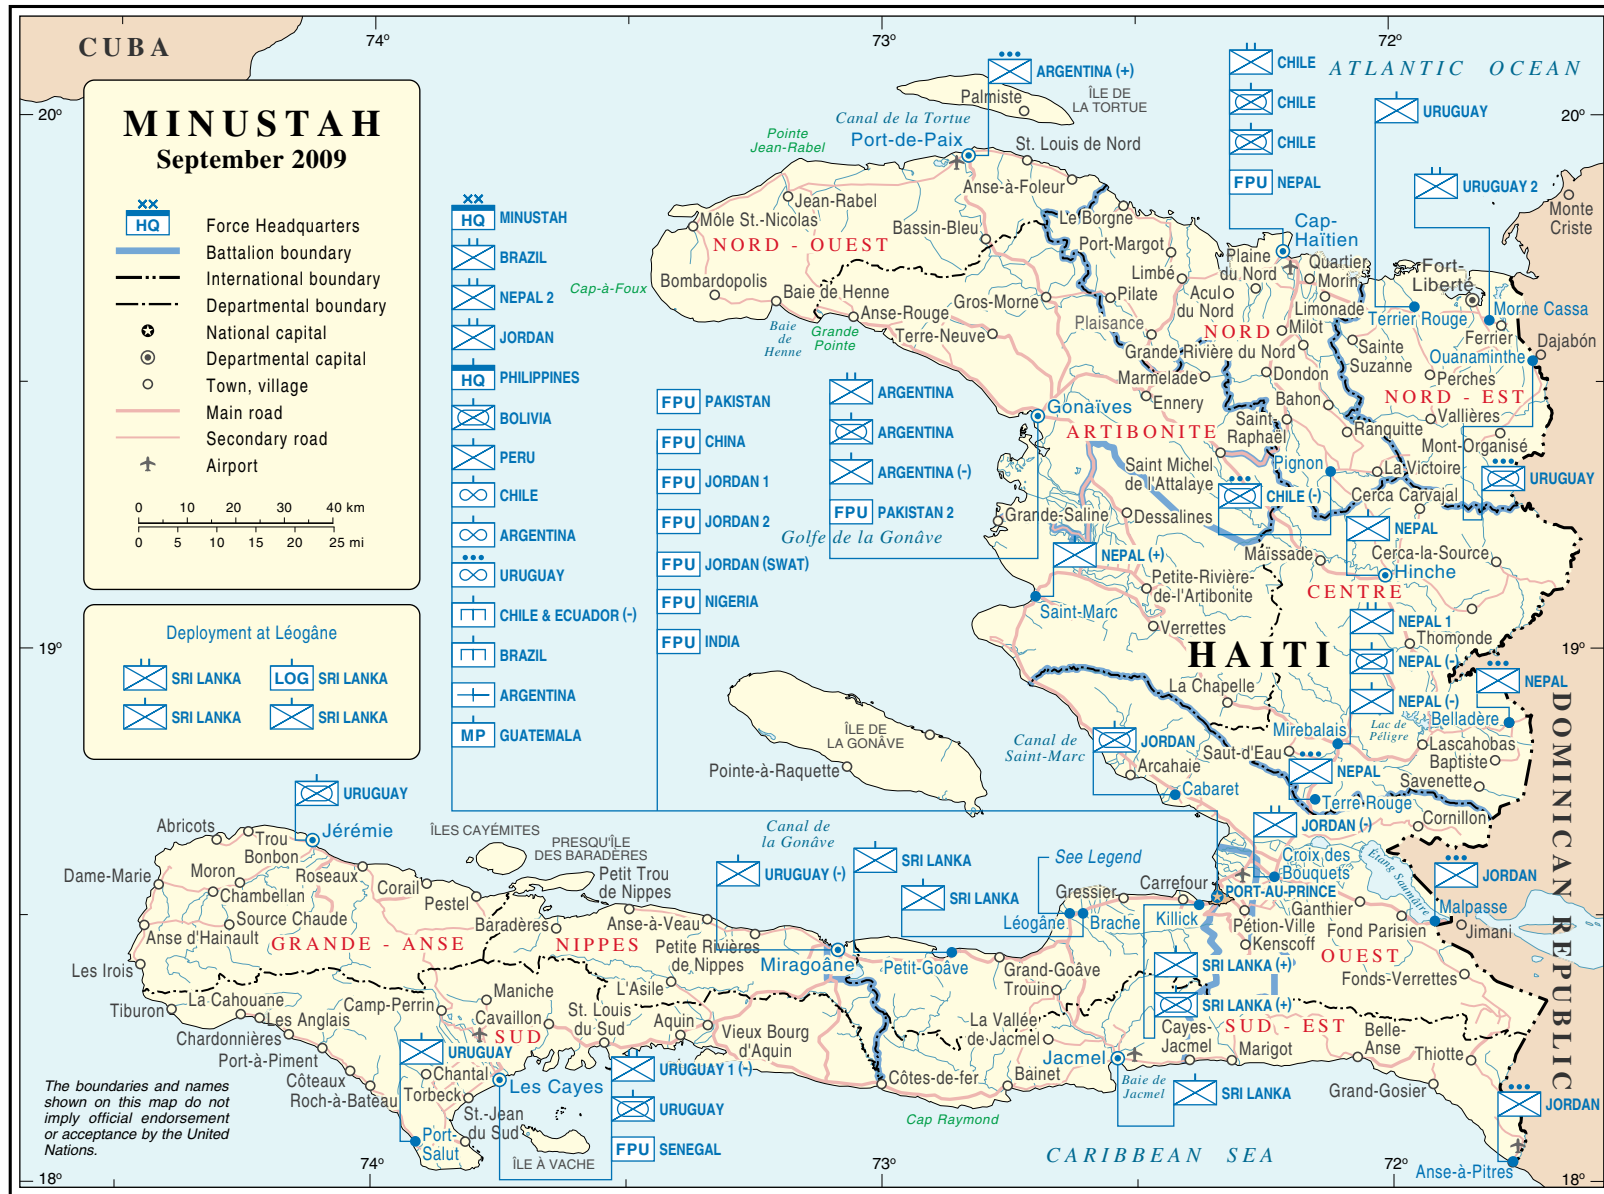 CUBA
74º
73º
72º
ATLANTIC OCEAN
20º
20º
MINUSTAH
September 2009
HQ
Force Headquarters
Battalion boundary
International boundary
Departmental boundary
National capital
Departmental capital
Town, village
Main road
Secondary road
Airport
0 10 20 30 40 km
0 5 10 15 20 25 mi
Deployment at Léogâne
SRI LANKA
LOG SRI LANKA
SRI LANKA
SRI LANKA
HQ MINUSTAH
BRAZIL
NEPAL 2
JORDAN
HQ PHILIPPINES
BOLIVIA
PERU
CHILE
ARGENTINA
URUGUAY
CHILE & ECUADOR (-)
BRAZIL
ARGENTINA
MP GUATEMALA
FPU PAKISTAN
FPU CHINA
FPU JORDAN 1
FPU JORDAN 2
FPU JORDAN (SWAT)
FPU NIGERIA
FPU INDIA
ARGENTINA
ARGENTINA
ARGENTINA (-)
FPU PAKISTAN 2
Golfe de la Gonâve
ARGENTINA (+)
Palmiste
ÎLE DE
LA TORTUE
Canal de la Tortue
Pointe
Jean-Rabel
Port-de-Paix
St. Louis de Nord
Anse-à-Foleur
Jean-Rabel
Môle St.-Nicolas
NORD - OUEST
Bassin-Bleu
Le Borgne
Port-Margot
Limbé
Cap-à-Foux
Bombardopolis
Baie de Henne
Baie
de
Henne
Grande
Pointe
Anse-Rouge
Terre-Neuve
Gros-Morne
Pilate
Plaisance
CHILE
CHILE
CHILE
FPU NEPAL
Cap-
Haïtien
Plaine
du Nord
Quartier
Morin
Acul
du Nord
Limonade
NORD
Milot
Grande Rivière du Nord
Marmelade
Dondon
Ennery
Bahon
Saint-
Raphaël
Ranquitte
URUGUAY
URUGUAY 2
Monte
Criste
Fort-
Liberté
Terrier Rouge
Morne Cassa
Ferrier
Dajabón
Ouanaminthe
Sainte
Suzanne
Perches
NORD - EST
Vallières
Mont-Organisé
URUGUAY
Gonaïves
ARTIBONITE
Saint Michel
de l'Attalaye
Pignon
La Victoire
CHILE (-)
Cerca Carvajal
Grande-Saline
Dessalines
NEPAL (+)
NEPAL
Maïssade
Cerca-la-Source
Hinche
Petite-Rivière-
de-l'Artibonite
CENTRE
Saint-Marc
Verrettes
NEPAL 1
Thomonde
NEPAL (-)
NEPAL (-)
NEPAL
19º
19º
HAITI
La Chapelle
Mirebalais
Lac de
Péligre
Belladère
Lascahobas
Baptiste
Savenette
ÎLE DE
LA GONÂVE
Pointe-à-Raquette
Canal de
Saint-Marc
JORDAN
Saut-d'Eau
Arcahaie
Cabaret
NEPAL
Terre Rouge
Cornillon
JORDAN (-)
Croix des
Bouquets
Étang Saumâtre
DOMINICAN REPUBLIC
URUGUAY
Abricots
Jérémie
ÎLES CAYÉMITES
PRESQU'ÎLE
DES BARADÈRES
Canal de
la Gonâve
Trou
Bonbon
Dame-Marie
Moron
Roseaux
Chambellan
Corail
Pestel
Petit Trou
de Nippes
URUGUAY (-)
SRI LANKA
SRI LANKA
See Legend
Gressier
Carrefour
PORT-AU-PRINCE
JORDAN
Malpasse
Source Chaude
Anse d'Hainault
GRANDE - ANSE
Baradères
NIPPES
Anse-à-Veau
Petite Rivières
de Nippes
Miragoâne
Petit-Goâve
Léogâne
Brache
Killick
Pétion-Ville
Kenscoff
Ganthier
Fond Parisien
Jimani
Les Irois
OUEST
Fonds-Verrettes
SRI LANKA (+)
SRI LANKA (+)
Grand-Goâve
Trouin
L'Asile
Tiburon
La Cahouane
Les Anglais
Camp-Perrin
Maniche
Cavaillon
St. Louis
du Sud
Aquin
Vieux Bourg
d'Aquin
La Vallée
de Jacmel
Cayes-
Jacmel
SUD - EST
Belle-
Anse
Chardonnières
Port-à-Piment
SUD
URUGUAY
Chantal
Les Cayes
URUGUAY 1 (-)
Côtes-de-fer
Bainet
Jacmel
Baie de
Jacmel
Marigot
Thiotte
Grand-Gosier
Côteaux
Roch-à-Bateau
Torbeck
St.-Jean
du Sud
Port-
Salut
URUGUAY
FPU SENEGAL
ÎLE À VACHE
Cap Raymond
SRI LANKA
JORDAN
Anse-à-Pitres
CARIBBEAN SEA
The boundaries and names
shown on this map do not
imply official endorsement
or acceptance by the United
Nations.
18º
74º
73º
72º
18º